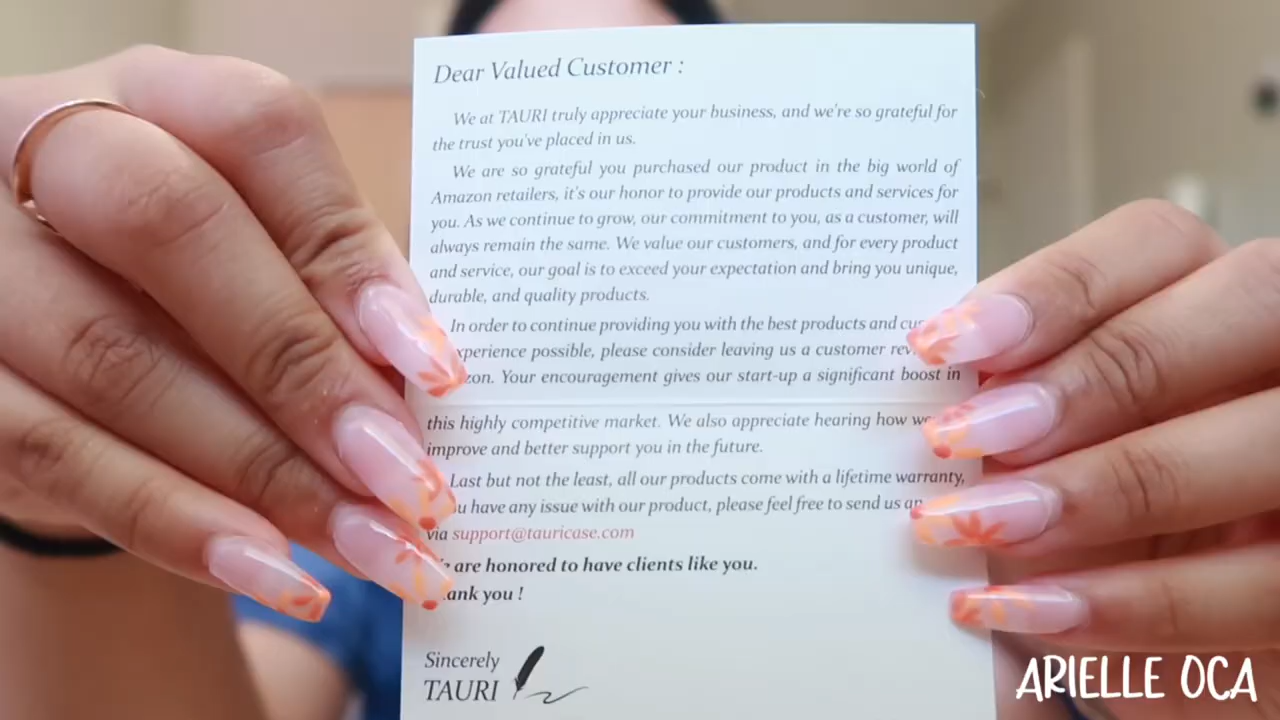 Dear Valued Customer :
We at TAURI truly appreciate your business, and we're so grateful for
the trust you've placed in us.
We are so grateful you purchased our product in the big world of
Amazon retailers, it's our honor to provide our products and services for
you. As we continue to grow, our commitment to you, as a customer, will
always remain the same. We value our customers, and for every product
and service, our goal is to exceed your expectation and bring you unique,
durable, and quality products.
In order to continue providing you with the best products and
possible, please consider leaving us a customer
Your encouragement gives our start-up a significant boost in
this highly competitive market. We also appreciate hearing how
improve and better support you in the future.
Last but not the least, all our products come with a lifetime warranty,
have any issue with our product, please feel free to send us
via support@tauricase.com
are honored to have clients like you.
you !
Sincerely
TAURI
ARIELLE OCA